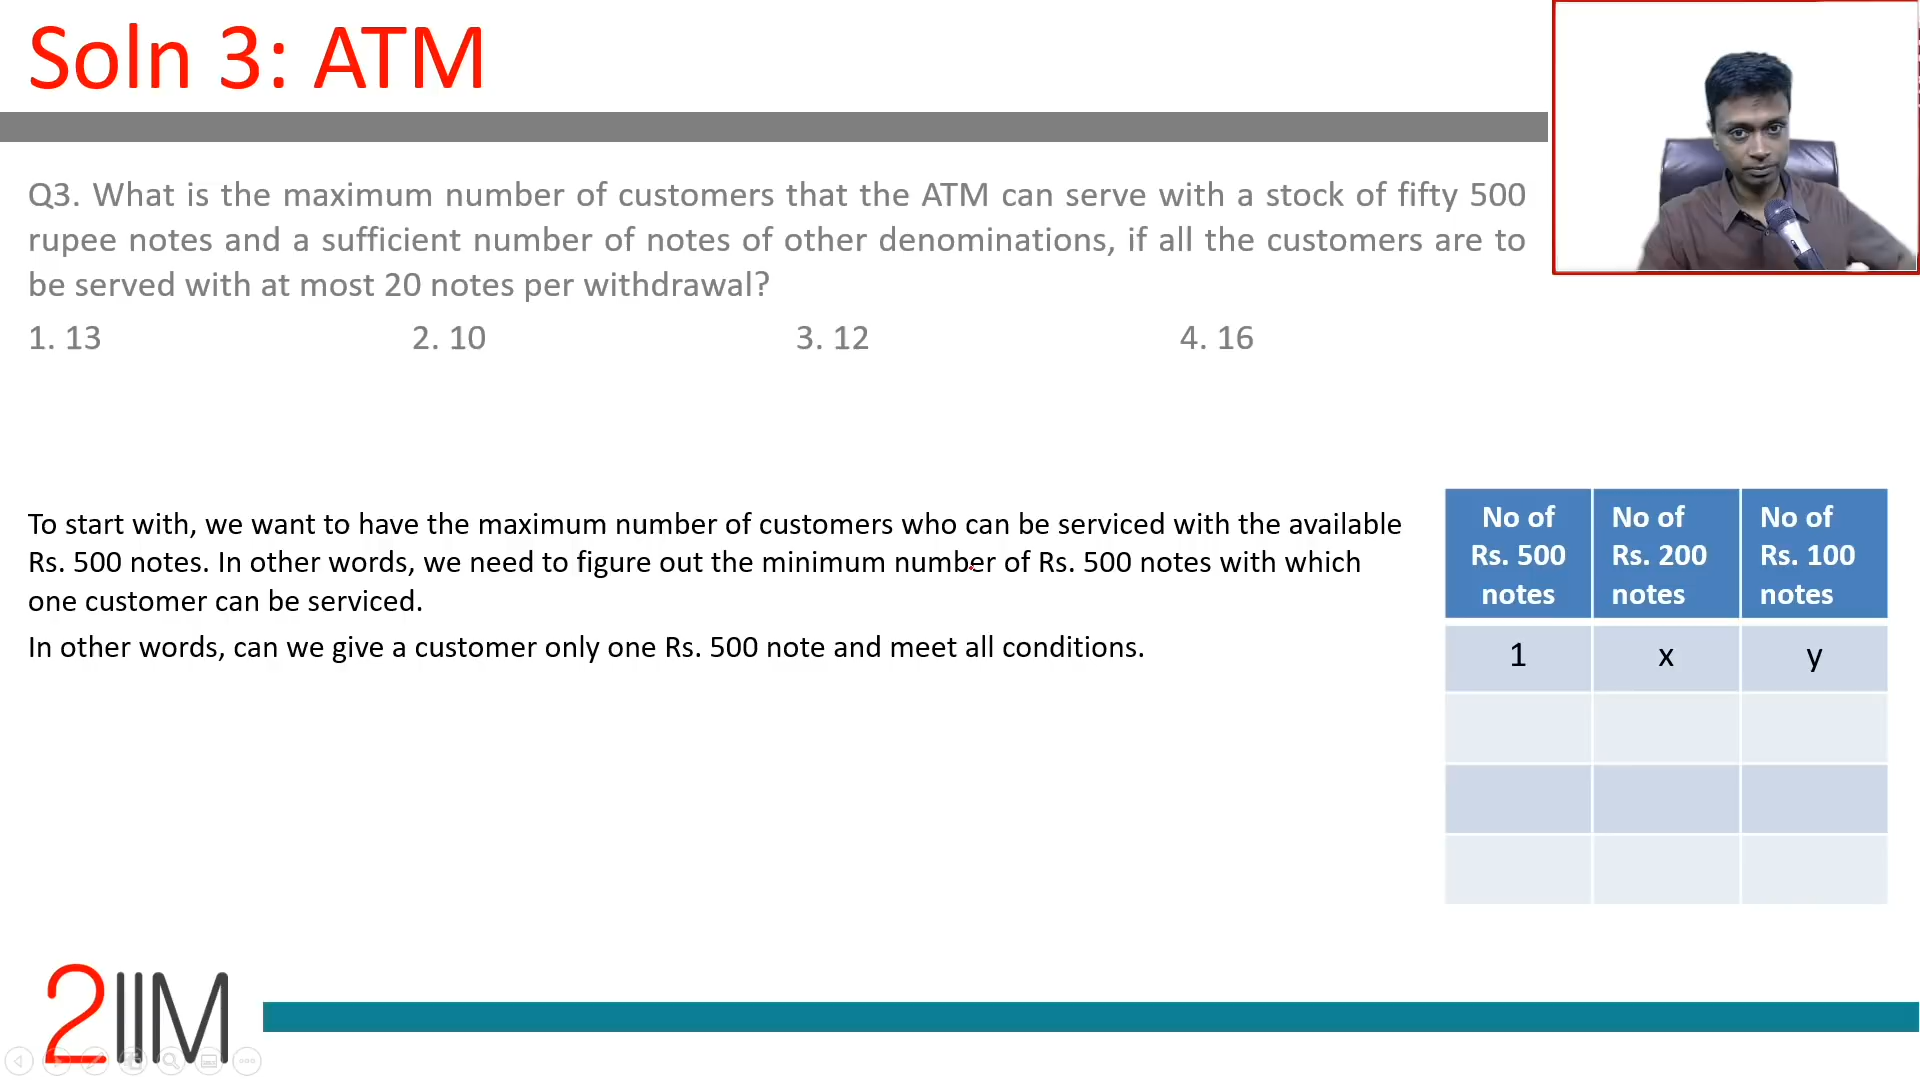 Soln 3: ATM
Q3. What is the maximum number of customers that the ATM can serve with a stock of fifty 500
rupee notes and a sufficient number of notes of other denominations, if all the customers are to
be served with at most 20 notes per withdrawal?
1. 13 2. 10 3. 12 4. 16
To start with, we want to have the maximum number of customers who can be serviced with the available
Rs. 500 notes. In other words, we need to figure out the minimum number of Rs. 500 notes with which
one customer can be serviced.
In other words, can we give a customer only one Rs. 500 note and meet all conditions.
No of Rs. 500 notes No of Rs. 200 notes No of Rs. 100 notes
1 x y
2IIM